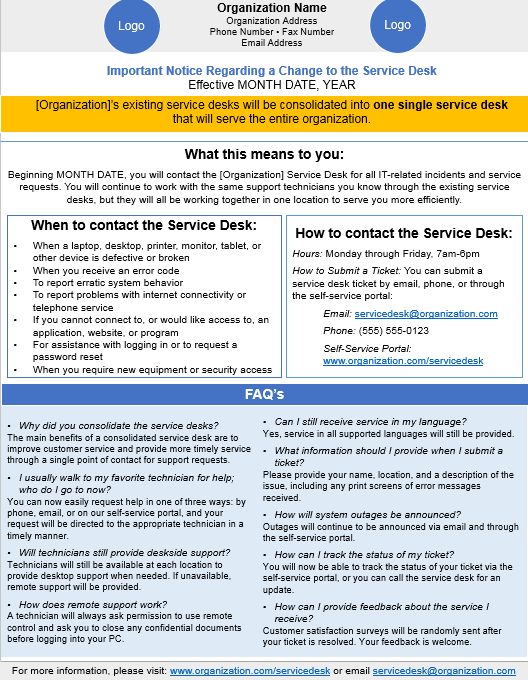 Logo
Organization Name
Organization Address
Phone Number • Fax Number
Email Address
Logo
Important Notice Regarding a Change to the Service Desk
Effective MONTH DATE, YEAR
[Organization]'s existing service desks will be consolidated into one single service desk
that will serve the entire organization.
What this means to you:
Beginning MONTH DATE, you will contact the [Organization] Service Desk for all IT-related incidents and service
requests. You will continue to work with the same support technicians you know through the existing service
desks, but they will all be working together in one location to serve you more efficiently.
When to contact the Service Desk:
• When a laptop, desktop, printer, monitor, tablet, or
other device is defective or broken
• When you receive an error code
• To report erratic system behavior
• To report problems with internet connectivity or
telephone service
• If you cannot connect to, or would like access to, an
application, website, or program
• For assistance with logging in or to request a
password reset
• When you require new equipment or security access
How to contact the Service Desk:
Hours: Monday through Friday, 7am-6pm
How to Submit a Ticket: You can submit a
service desk ticket by email, phone, or through
the self-service portal:
Email: servicedesk@organization.com
Phone: (555) 555-0123
Self-Service Portal:
www.organization.com/servicedesk
FAQ's
• Why did you consolidate the service desks?
The main benefits of a consolidated service desk are to
improve customer service and provide more timely service
through a single point of contact for support requests.
• I usually walk to my favorite technician for help;
who do I go to now?
You can now easily request help in one of three ways: by
phone, email, or on our self-service portal, and your
request will be directed to the appropriate technician in a
timely manner.
• Will technicians still provide deskside support?
Technicians will still be available at each location to
provide desktop support when needed. If unavailable,
remote support will be provided.
• How does remote support work?
A technician will always ask permission to use remote
control and ask you to close any confidential documents
before logging into your PC.
• Can I still receive service in my language?
Yes, service in all supported languages will still be provided.
• What information should I provide when I submit a
ticket?
Please provide your name, location, and a description of the
issue, including any print screens of error messages
received.
• How will system outages be announced?
Outages will continue to be announced via email and through
the self-service portal.
• How can I track the status of my ticket?
You will now be able to track the status of your ticket via the
self-service portal, or you can call the service desk for an
update.
• How can I provide feedback about the service I
receive?
Customer satisfaction surveys will be randomly sent after
your ticket is resolved. Your feedback is welcome.
For more information, please visit: www.organization.com/servicedesk or email servicedesk@organization.com